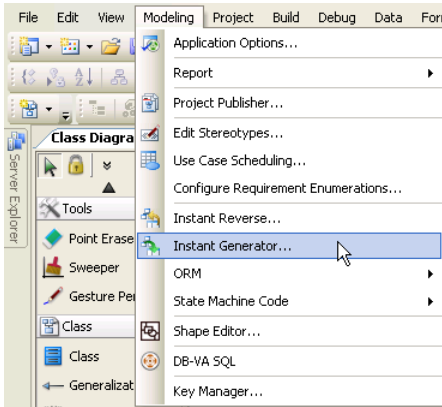 File Edit View Modeling Project Build Debug Data For
Application Options...
Report
Project Publisher...
Edit Stereotypes...
Use Case Scheduling...
Configure Requirement Enumerations...
Instant Reverse...
Instant Generator...
ORM
State Machine Code
Shape Editor...
DB-VA SQL
Key Manager...
Server Explorer
Class Diagra
Tools
Point Erase
Sweeper
Gesture Pe
Class
Class
Generalizat